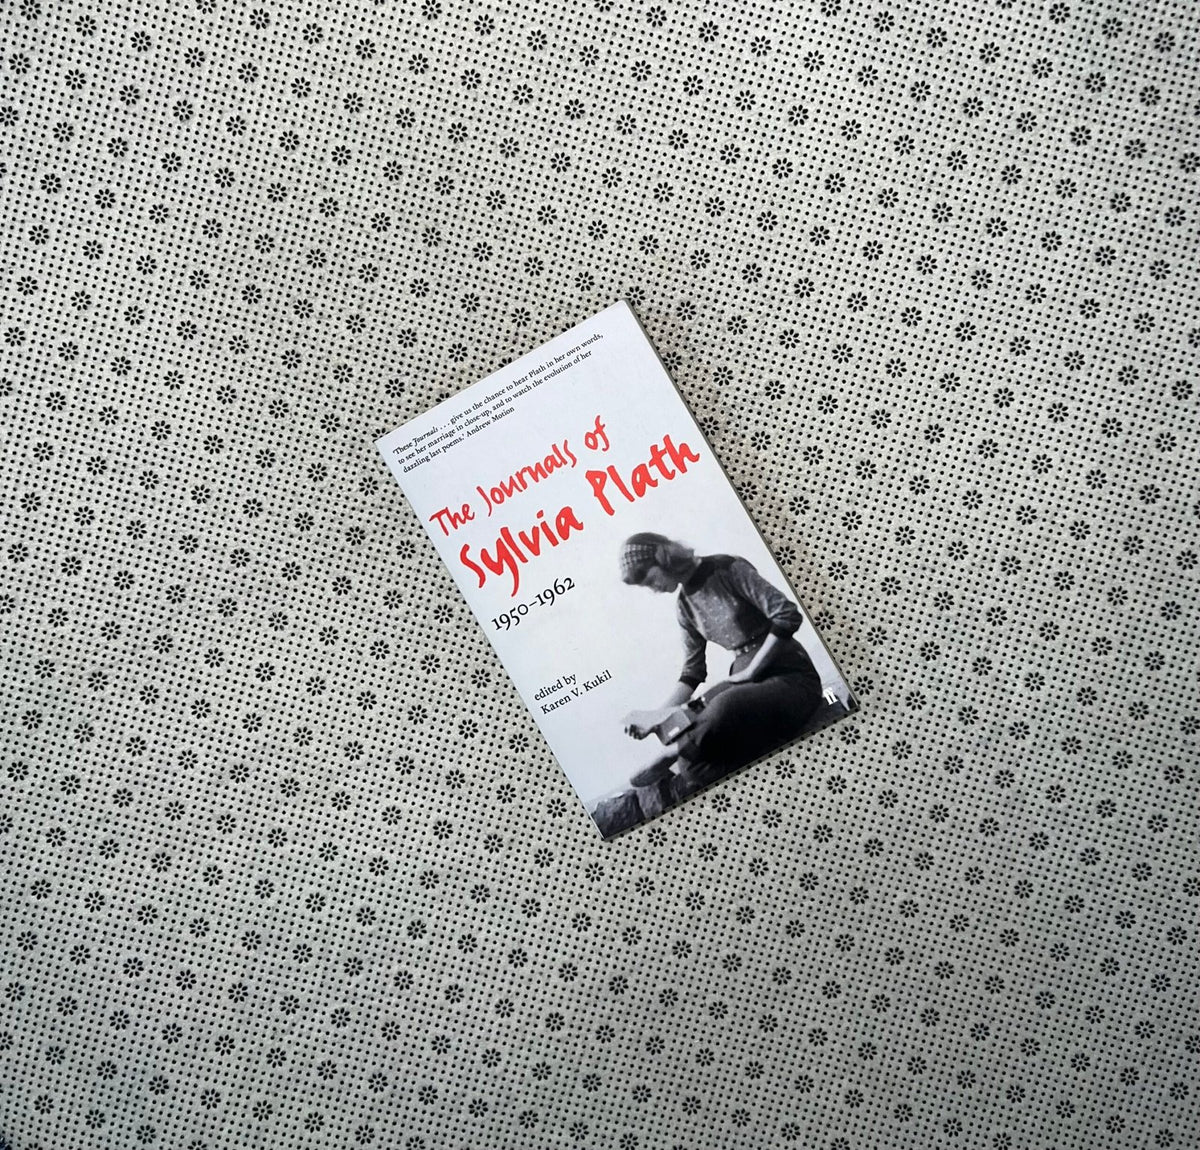 'These Journals . . . give us the chance to hear Plath in her own words,
to see her marriage in close-up, and to watch the evolution of her
dazzling last poems.' Andrew Motion
The Journals of
Sylvia Plath
1950–1962
edited by
Karen V. Kukil
ff